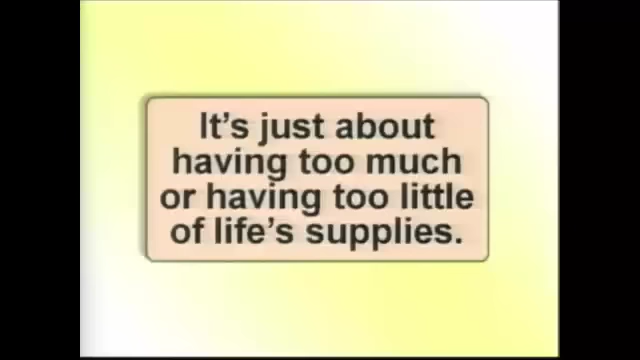 It's just about
having too much
or having too little
of life's supplies.